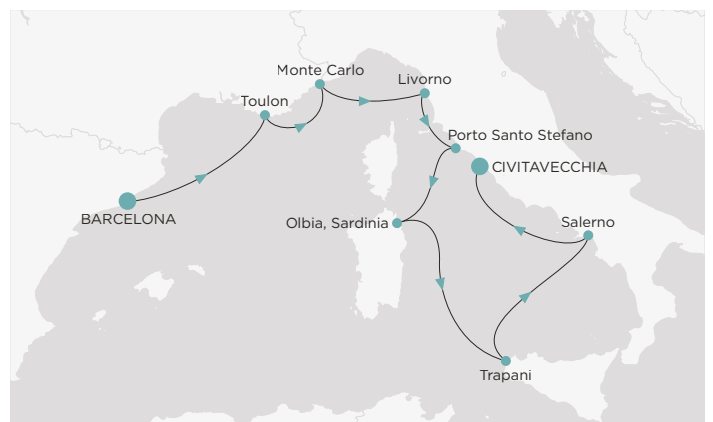 Monte Carlo
Livorno
Toulon
Porto Santo Stefano
CIVITAVECCHIA
BARCELONA
Olbia, Sardinia
Salerno
Trapani